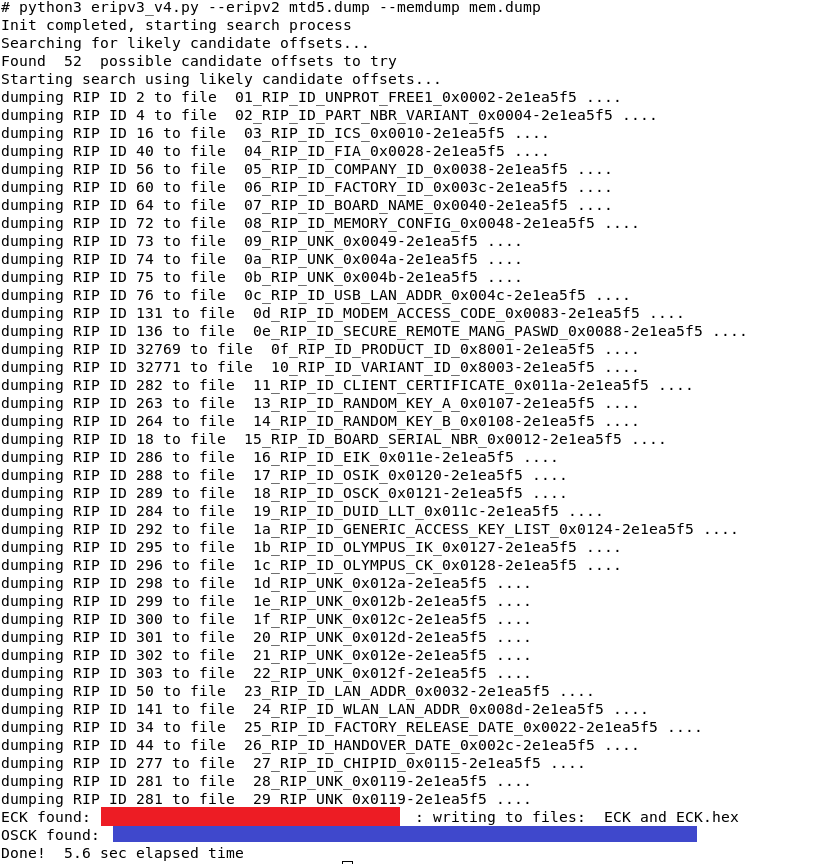 # python3 eripv3_v4.py --eripv2 mtd5.dump --memdump mem.dump
Init completed, starting search process
Searching for likely candidate offsets...
Found  52  possible candidate offsets to try
Starting search using likely candidate offsets...
dumping RIP ID 2 to file  01_RIP_ID_UNPROT_FREE1_0x0002-2e1ea5f5 ....
dumping RIP ID 4 to file  02_RIP_ID_PART_NBR_VARIANT_0x0004-2e1ea5f5 ....
dumping RIP ID 16 to file  03_RIP_ID_ICS_0x0010-2e1ea5f5 ....
dumping RIP ID 40 to file  04_RIP_ID_FIA_0x0028-2e1ea5f5 ....
dumping RIP ID 56 to file  05_RIP_ID_COMPANY_ID_0x0038-2e1ea5f5 ....
dumping RIP ID 60 to file  06_RIP_ID_FACTORY_ID_0x003c-2e1ea5f5 ....
dumping RIP ID 64 to file  07_RIP_ID_BOARD_NAME_0x0040-2e1ea5f5 ....
dumping RIP ID 72 to file  08_RIP_ID_MEMORY_CONFIG_0x0048-2e1ea5f5 ....
dumping RIP ID 73 to file  09_RIP_UNK_0x0049-2e1ea5f5 ....
dumping RIP ID 74 to file  0a_RIP_UNK_0x004a-2e1ea5f5 ....
dumping RIP ID 75 to file  0b_RIP_UNK_0x004b-2e1ea5f5 ....
dumping RIP ID 76 to file  0c_RIP_ID_USB_LAN_ADDR_0x004c-2e1ea5f5 ....
dumping RIP ID 131 to file  0d_RIP_ID_MODEM_ACCESS_CODE_0x0083-2e1ea5f5 ....
dumping RIP ID 136 to file  0e_RIP_ID_SECURE_REMOTE_MANG_PASWD_0x0088-2e1ea5f5 ....
dumping RIP ID 32769 to file  0f_RIP_ID_PRODUCT_ID_0x8001-2e1ea5f5 ....
dumping RIP ID 32771 to file  10_RIP_ID_VARIANT_ID_0x8003-2e1ea5f5 ....
dumping RIP ID 282 to file  11_RIP_ID_CLIENT_CERTIFICATE_0x011a-2e1ea5f5 ....
dumping RIP ID 263 to file  13_RIP_ID_RANDOM_KEY_A_0x0107-2e1ea5f5 ....
dumping RIP ID 264 to file  14_RIP_ID_RANDOM_KEY_B_0x0108-2e1ea5f5 ....
dumping RIP ID 18 to file  15_RIP_ID_BOARD_SERIAL_NBR_0x0012-2e1ea5f5 ....
dumping RIP ID 286 to file  16_RIP_ID_EIK_0x011e-2e1ea5f5 ....
dumping RIP ID 288 to file  17_RIP_ID_OSIK_0x0120-2e1ea5f5 ....
dumping RIP ID 289 to file  18_RIP_ID_OSCK_0x0121-2e1ea5f5 ....
dumping RIP ID 284 to file  19_RIP_ID_DUID_LLT_0x011c-2e1ea5f5 ....
dumping RIP ID 292 to file  1a_RIP_ID_GENERIC_ACCESS_KEY_LIST_0x0124-2e1ea5f5 ....
dumping RIP ID 295 to file  1b_RIP_ID_OLYMPUS_IK_0x0127-2e1ea5f5 ....
dumping RIP ID 296 to file  1c_RIP_ID_OLYMPUS_CK_0x0128-2e1ea5f5 ....
dumping RIP ID 298 to file  1d_RIP_UNK_0x012a-2e1ea5f5 ....
dumping RIP ID 299 to file  1e_RIP_UNK_0x012b-2e1ea5f5 ....
dumping RIP ID 300 to file  1f_RIP_UNK_0x012c-2e1ea5f5 ....
dumping RIP ID 301 to file  20_RIP_UNK_0x012d-2e1ea5f5 ....
dumping RIP ID 302 to file  21_RIP_UNK_0x012e-2e1ea5f5 ....
dumping RIP ID 303 to file  22_RIP_UNK_0x012f-2e1ea5f5 ....
dumping RIP ID 50 to file  23_RIP_ID_LAN_ADDR_0x0032-2e1ea5f5 ....
dumping RIP ID 141 to file  24_RIP_ID_WLAN_LAN_ADDR_0x008d-2e1ea5f5 ....
dumping RIP ID 34 to file  25_RIP_ID_FACTORY_RELEASE_DATE_0x0022-2e1ea5f5 ....
dumping RIP ID 44 to file  26_RIP_ID_HANDOVER_DATE_0x002c-2e1ea5f5 ....
dumping RIP ID 277 to file  27_RIP_ID_CHIPID_0x0115-2e1ea5f5 ....
dumping RIP ID 281 to file  28_RIP_UNK_0x0119-2e1ea5f5 ....
dumping RIP ID 281 to file  29_RIP_UNK_0x0119-2e1ea5f5 ....
ECK found:  : writing to files:  ECK and ECK.hex
OSCK found:
Done!  5.6 sec elapsed time